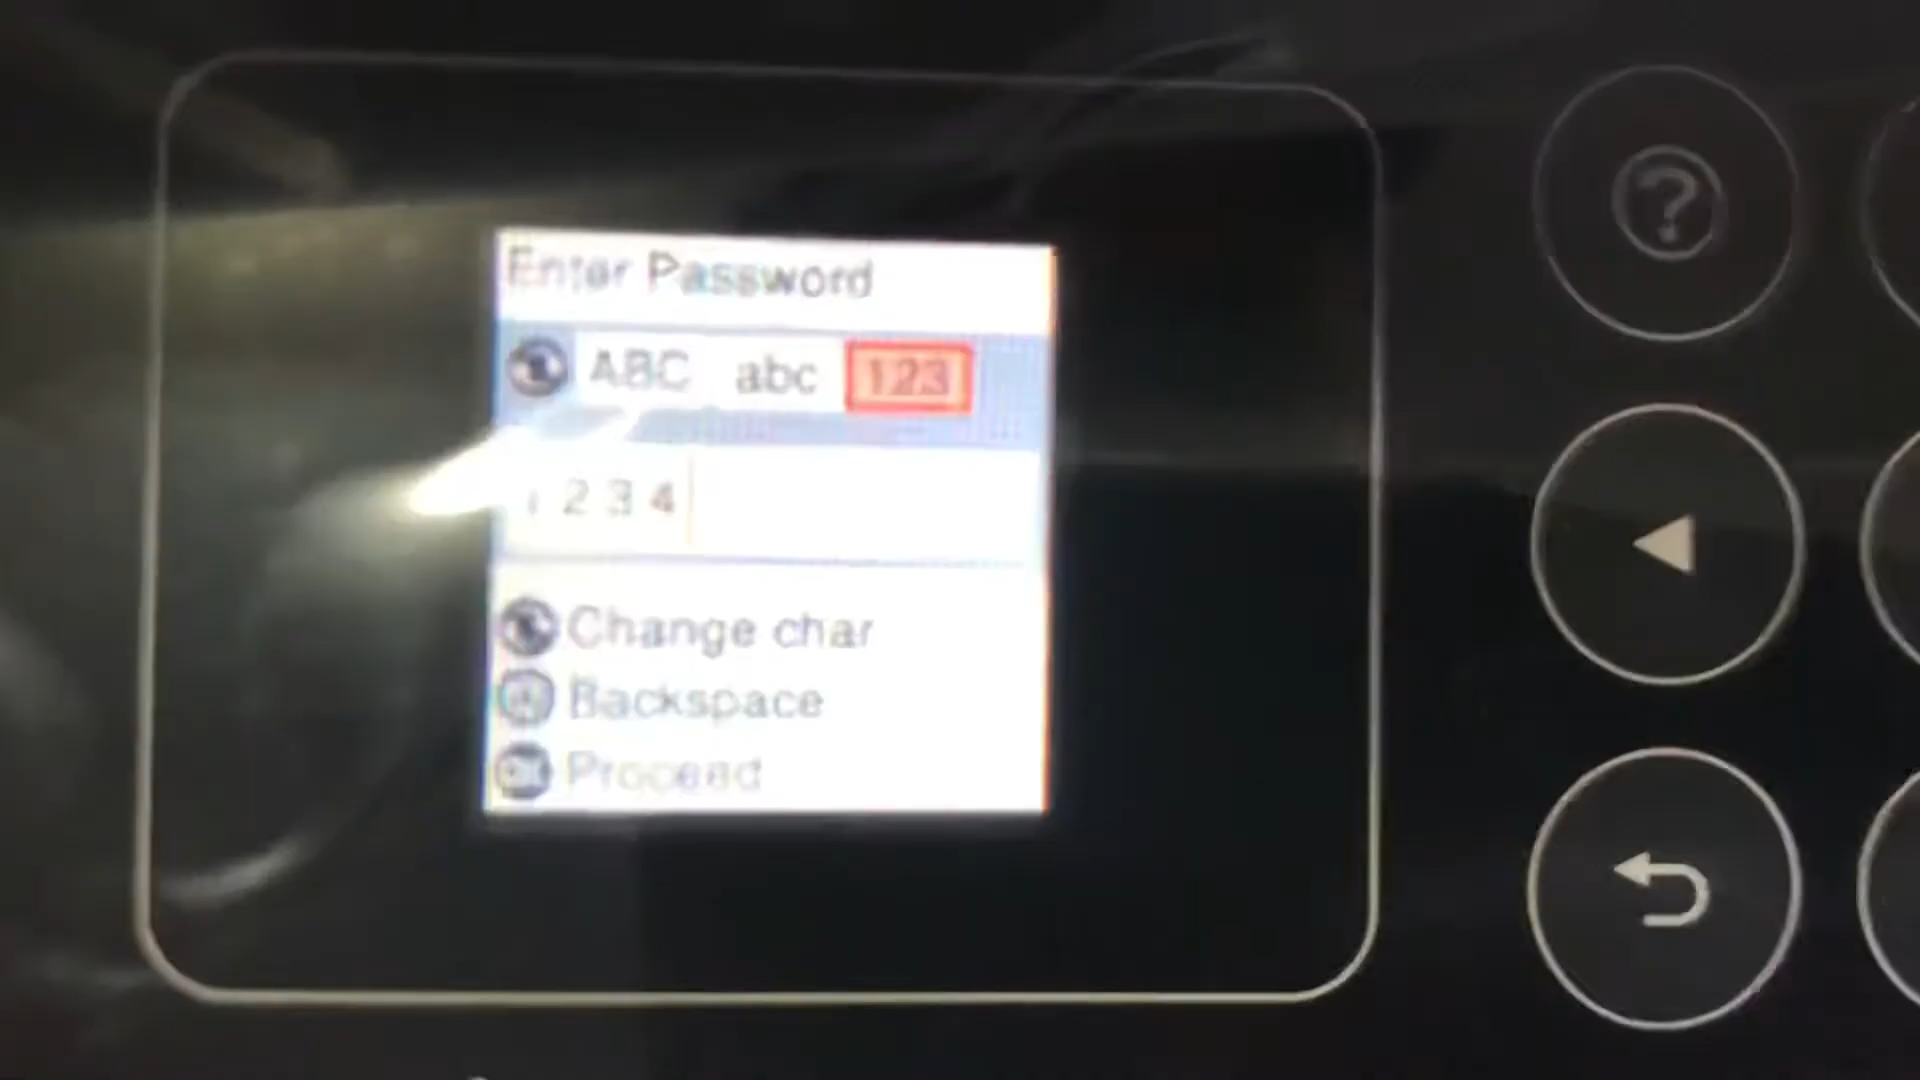 Enter Password
ABC abc 123
1 2 3 4
Change char
Backspace
Proceed
?